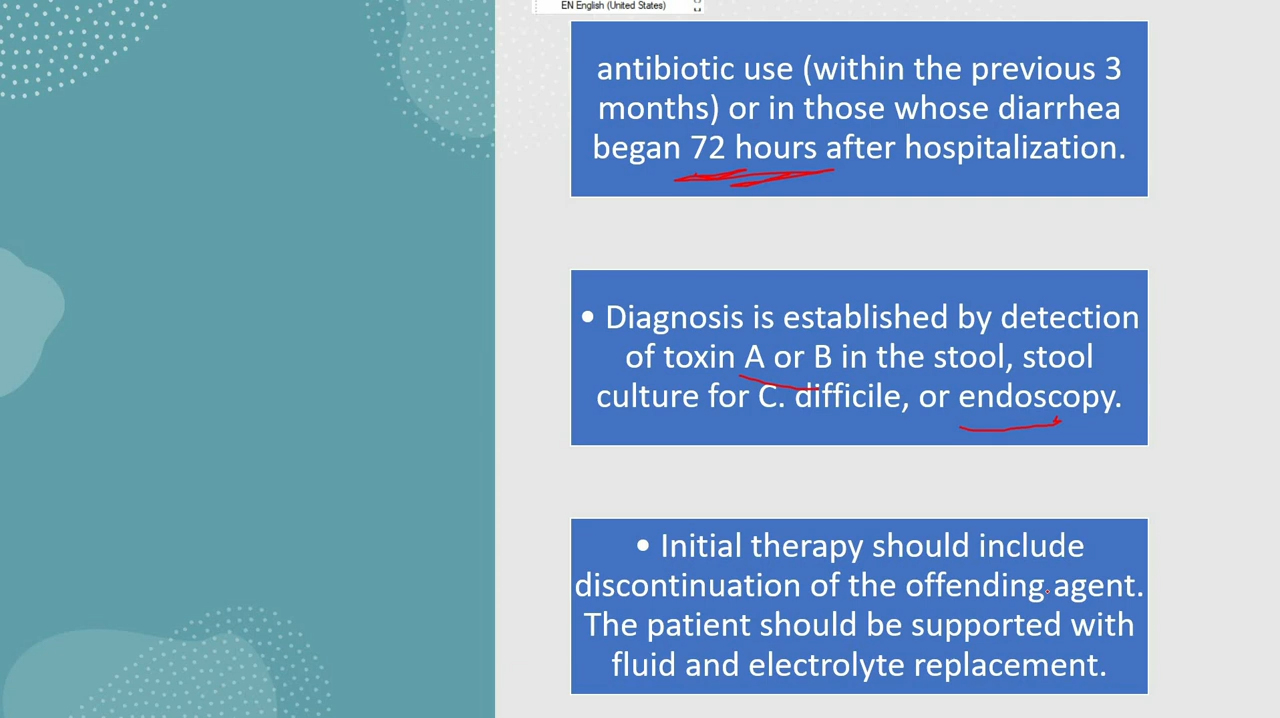 EN English (United States)
antibiotic use (within the previous 3
months) or in those whose diarrhea
began 72 hours after hospitalization.
• Diagnosis is established by detection
of toxin A or B in the stool, stool
culture for C. difficile, or endoscopy.
• Initial therapy should include
discontinuation of the offending agent.
The patient should be supported with
fluid and electrolyte replacement.